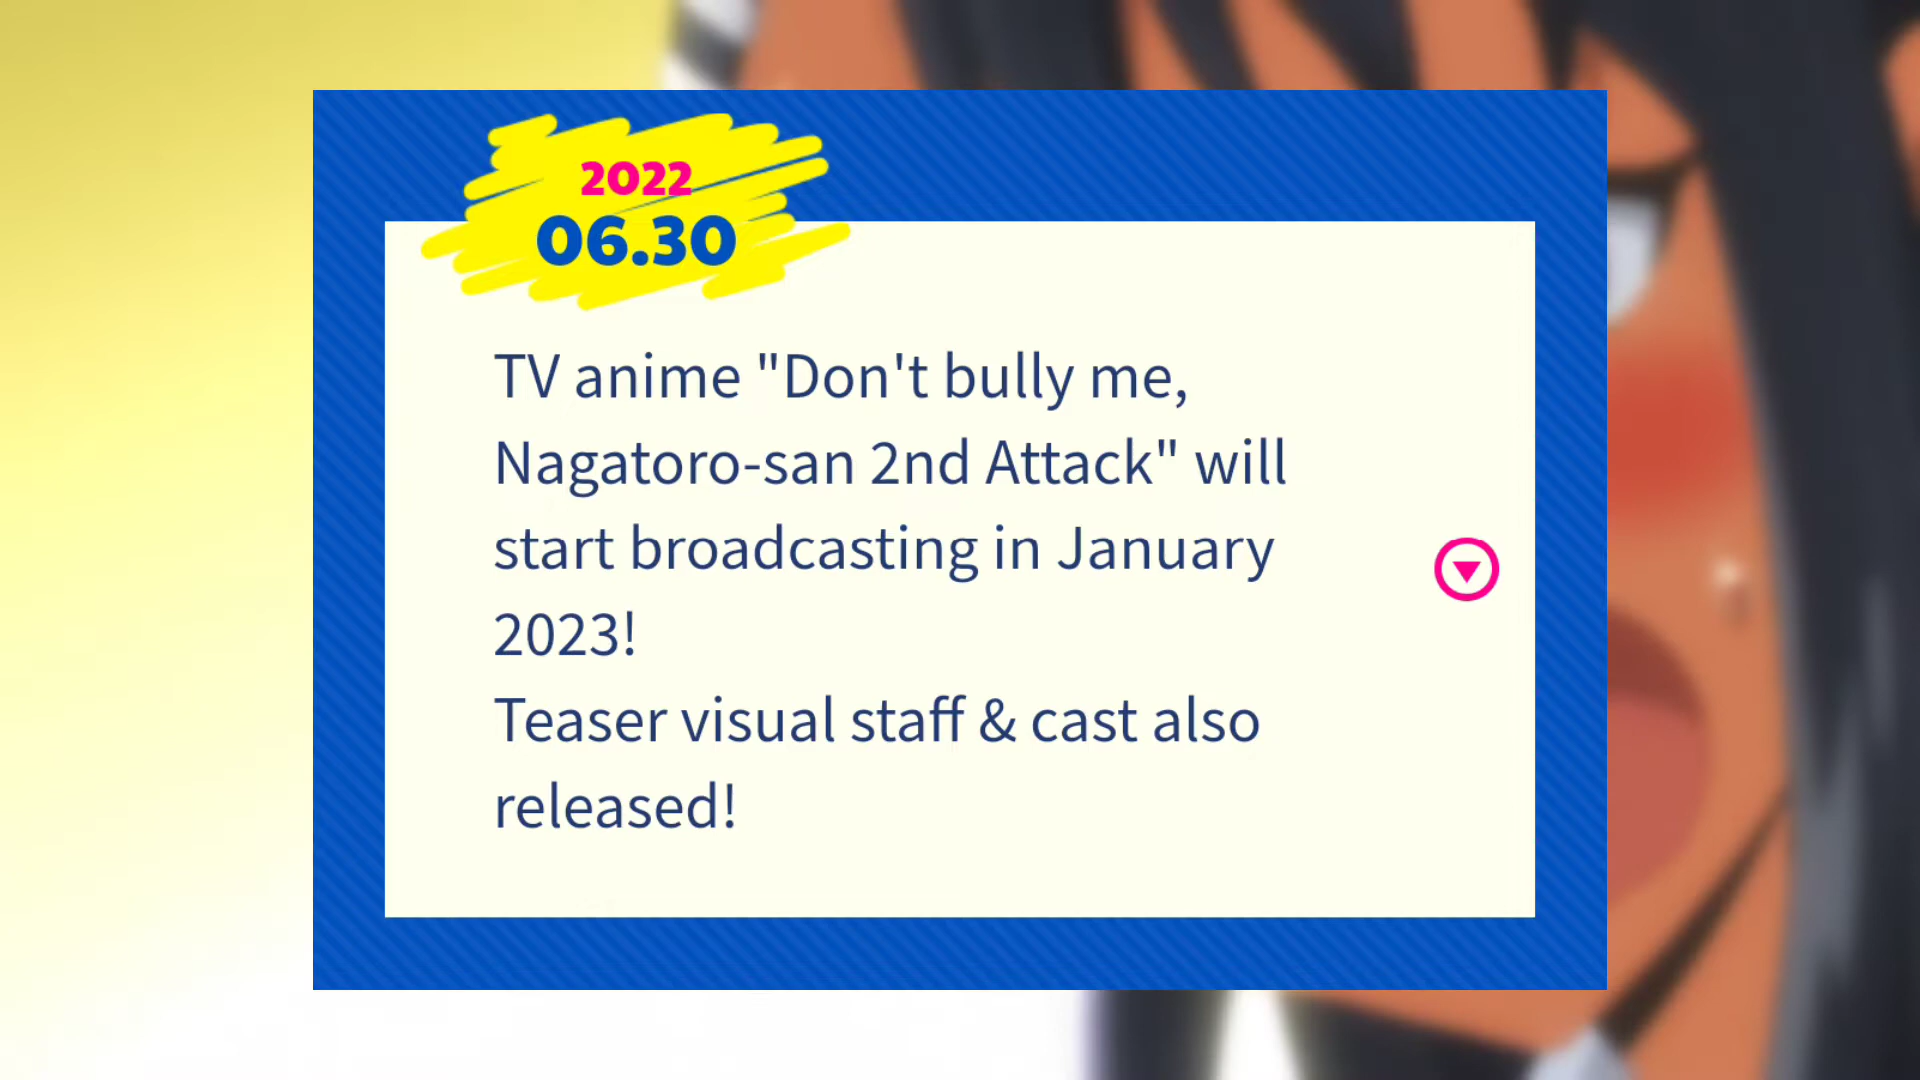 2022
06.30
TV anime "Don't bully me,
Nagatoro-san 2nd Attack" will
start broadcasting in January
2023!
Teaser visual staff & cast also
released!